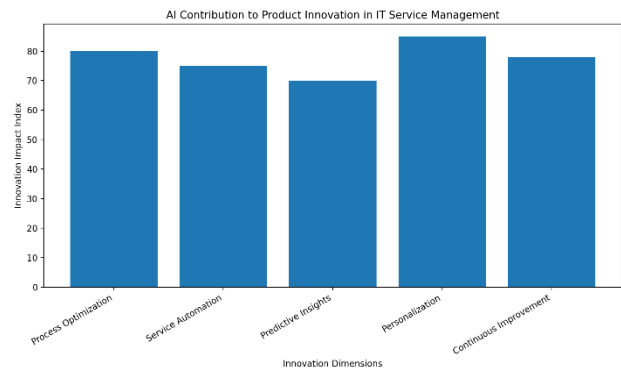 AI Contribution to Product Innovation in IT Service Management
Innovation Impact Index
80
70
60
50
40
30
20
10
0
Process Optimization
Service Automation
Predictive Insights
Personalization
Continuous Improvement
Innovation Dimensions